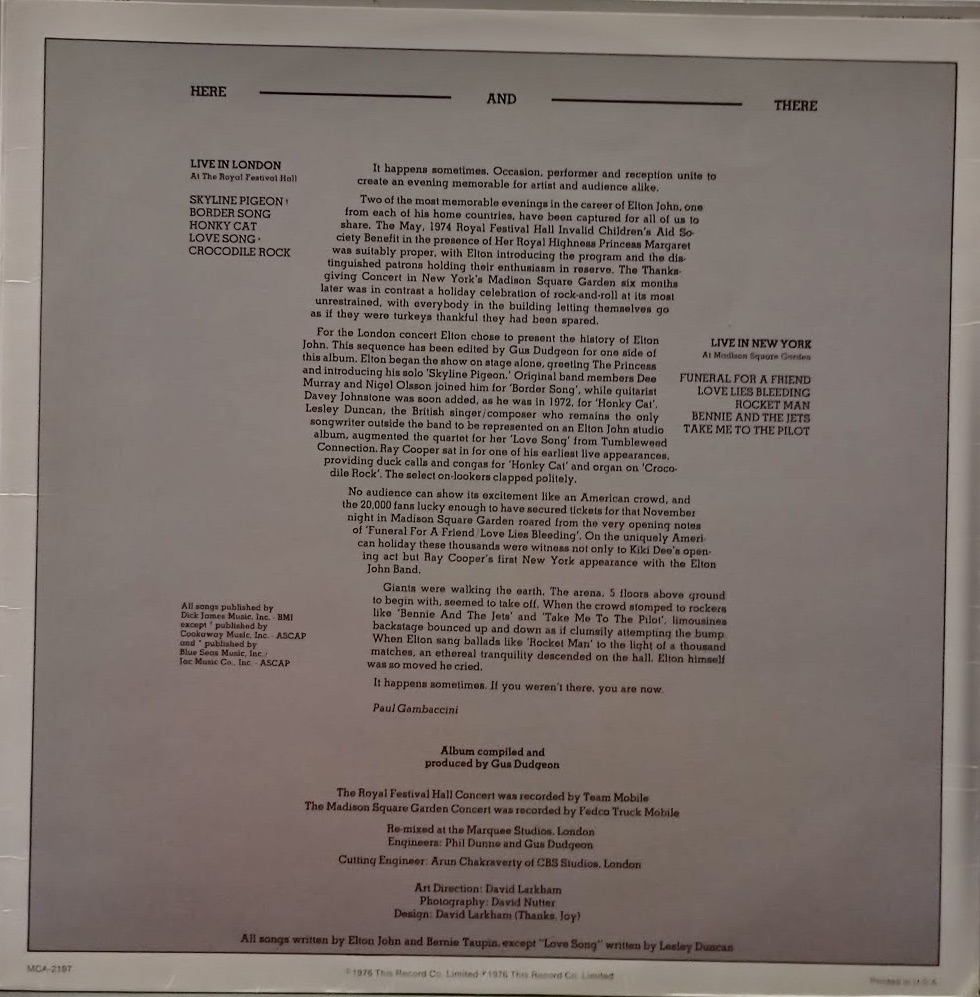 HERE AND THERE
LIVE IN LONDON
At The Royal Festival Hall
SKYLINE PIGEON †
BORDER SONG
HONKY CAT
LOVE SONG *
CROCODILE ROCK
It happens sometimes. Occasion, performer and reception unite to
create an evening memorable for artist and audience alike.
Two of the most memorable evenings in the career of Elton John, one
from each of his home countries, have been captured for all of us to
share. The May, 1974 Royal Festival Hall Invalid Children's Aid So-
ciety Benefit in the presence of Her Royal Highness Princess Margaret
was suitably proper, with Elton introducing the program and the dis-
tinguished patrons holding their enthusiasm in reserve. The Thanks-
giving Concert in New York's Madison Square Garden six months
later was in contrast a holiday celebration of rock-and-roll at its most
unrestrained, with everybody in the building letting themselves go
as if they were turkeys thankful they had been spared.
For the London concert Elton chose to present the history of Elton
John. This sequence has been edited by Gus Dudgeon for one side of
this album. Elton began the show on stage alone, greeting The Princess
and introducing his solo 'Skyline Pigeon.' Original band members Dee
Murray and Nigel Olsson joined him for 'Border Song', while guitarist
Davey Johnstone was soon added, as he was in 1972, for 'Honky Cat'.
Lesley Duncan, the British singer/composer who remains the only
songwriter outside the band to be represented on an Elton John studio
album, augmented the quartet for her 'Love Song' from Tumbleweed
Connection. Ray Cooper sat in for one of his earliest live appearances,
providing duck calls and congas for 'Honky Cat' and organ on 'Croco-
dile Rock'. The select on-lookers clapped politely.
LIVE IN NEW YORK
At Madison Square Garden
FUNERAL FOR A FRIEND
LOVE LIES BLEEDING
ROCKET MAN
BENNIE AND THE JETS
TAKE ME TO THE PILOT
No audience can show its excitement like an American crowd, and
the 20,000 fans lucky enough to have secured tickets for that November
night in Madison Square Garden roared from the very opening notes
of 'Funeral For A Friend/Love Lies Bleeding'. On the uniquely Ameri-
can holiday these thousands were witness not only to Kiki Dee's open-
ing act but Ray Cooper's first New York appearance with the Elton
John Band.
Giants were walking the earth. The arena, 5 floors above ground
to begin with, seemed to take off. When the crowd stomped to rockers
like 'Bennie And The Jets' and 'Take Me To The Pilot', limousines
backstage bounced up and down as if clumsily attempting the bump.
When Elton sang ballads like 'Rocket Man' to the light of a thousand
matches, an ethereal tranquility descended on the hall. Elton himself
was so moved he cried.
It happens sometimes. If you weren't there, you are now.
Paul Gambaccini
All songs published by
Dick James Music, Inc. - BMI
except † published by
Cookaway Music, Inc. - ASCAP
and * published by
Blue Seas Music, Inc./
Jac Music Co., Inc. - ASCAP
Album compiled and
produced by Gus Dudgeon
The Royal Festival Hall Concert was recorded by Team Mobile
The Madison Square Garden Concert was recorded by Fedco Truck Mobile
Re-mixed at the Marquee Studios, London
Engineers: Phil Dunne and Gus Dudgeon
Cutting Engineer: Arun Chakraverty of CBS Studios, London
Art Direction: David Larkham
Photography: David Nutter
Design: David Larkham (Thanks, Joy)
All songs written by Elton John and Bernie Taupin, except "Love Song" written by Lesley Duncan
MCA-2197
©1976 This Record Co. Limited ℗1976 This Record Co. Limited
Printed in U.S.A.